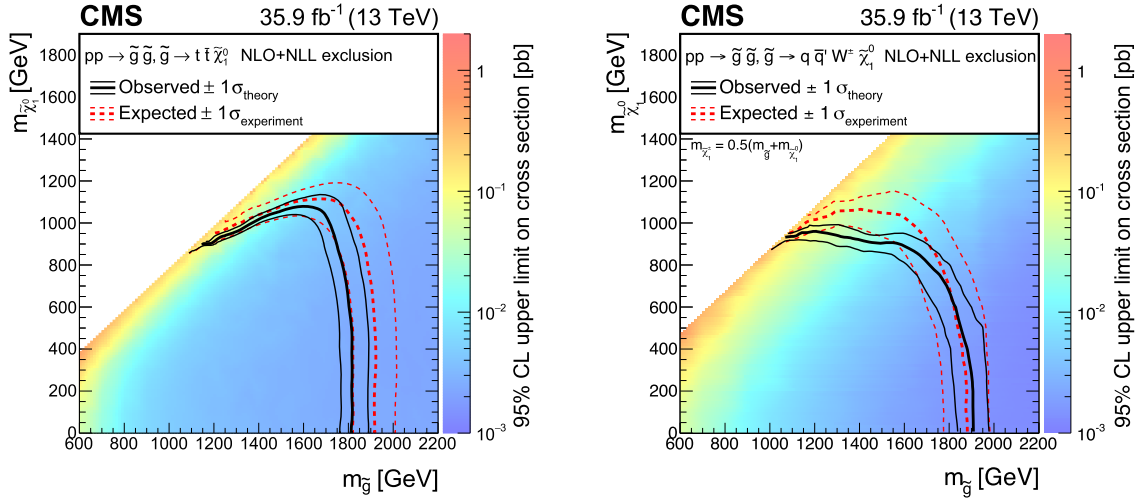 CMS 35.9 fb⁻¹ (13 TeV)
pp → g̃ g̃, g̃ → t t̄ χ̃⁰₁ NLO+NLL exclusion
Observed ± 1σ_theory
Expected ± 1σ_experiment
m_χ̃⁰₁ [GeV]
1800
1600
1400
1200
1000
800
600
400
200
0
600 800 1000 1200 1400 1600 1800 2000 2200
m_g̃ [GeV]
1
10⁻¹
10⁻²
10⁻³
95% CL upper limit on cross section [pb]
CMS 35.9 fb⁻¹ (13 TeV)
pp → g̃ g̃, g̃ → q q̄' W± χ̃⁰₁ NLO+NLL exclusion
Observed ± 1σ_theory
Expected ± 1σ_experiment
m_χ̃±₁ = 0.5(m_g̃+m_χ̃⁰₁)
m_χ̃⁰₁ [GeV]
1800
1600
1400
1200
1000
800
600
400
200
0
600 800 1000 1200 1400 1600 1800 2000 2200
m_g̃ [GeV]
1
10⁻¹
10⁻²
10⁻³
95% CL upper limit on cross section [pb]